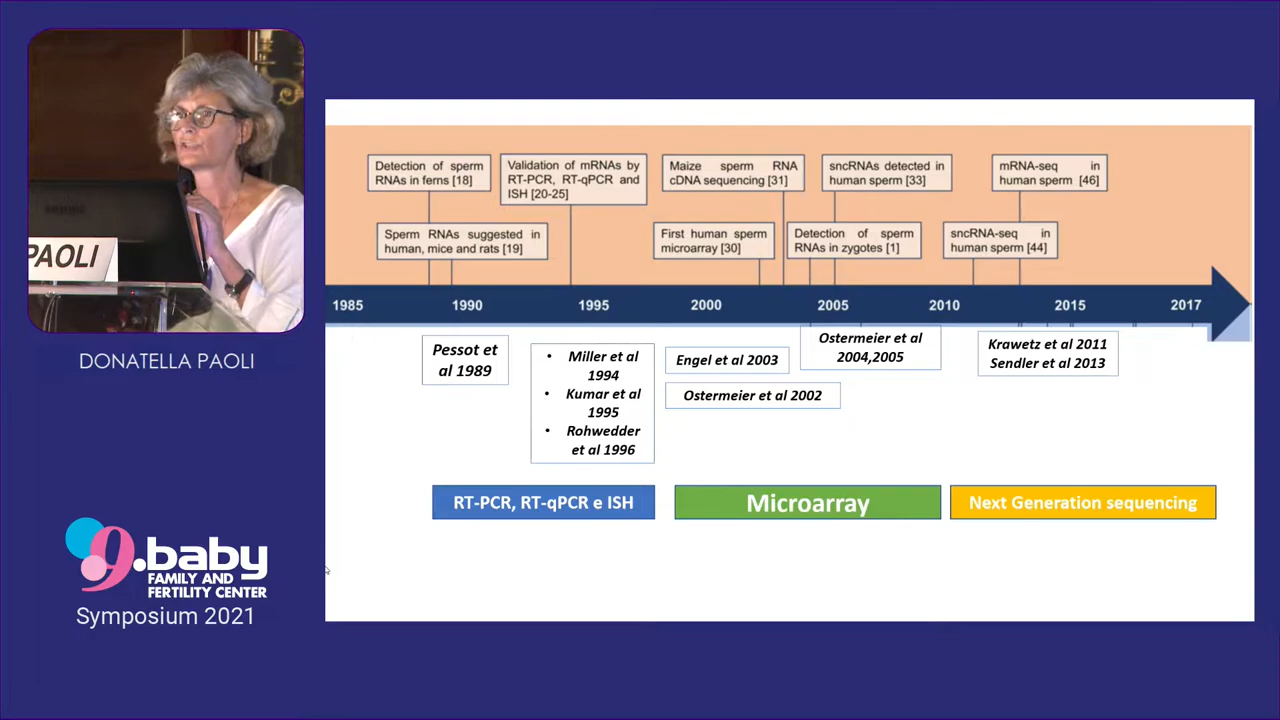 PAOLI
DONATELLA PAOLI
9.baby
FAMILY AND
FERTILITY CENTER
Symposium 2021
Detection of sperm
RNAs in ferns [18]
Validation of mRNAs by
RT-PCR, RT-qPCR and
ISH [20-25]
Maize sperm RNA
cDNA sequencing [31]
sncRNAs detected in
human sperm [33]
mRNA-seq in
human sperm [46]
Sperm RNAs suggested in
human, mice and rats [19]
First human sperm
microarray [30]
Detection of sperm
RNAs in zygotes [1]
sncRNA-seq in
human sperm [44]
1985 1990 1995 2000 2005 2010 2015 2017
Pessot et
al 1989
• Miller et al
1994
• Kumar et al
1995
• Rohwedder
et al 1996
Engel et al 2003
Ostermeier et al 2002
Ostermeier et al
2004,2005
Krawetz et al 2011
Sendler et al 2013
RT-PCR, RT-qPCR e ISH
Microarray
Next Generation sequencing